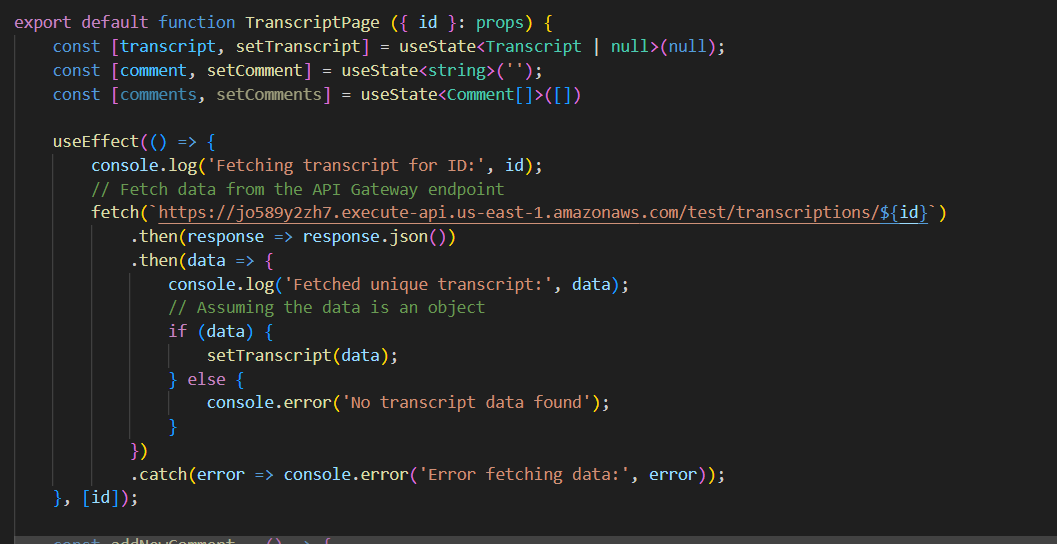 export default function TranscriptPage ({ id }: props) {
    const [transcript, setTranscript] = useState<Transcript | null>(null);
    const [comment, setComment] = useState<string>('');
    const [comments, setComments] = useState<Comment[]>([])

    useEffect(() => {
        console.log('Fetching transcript for ID:', id);
        // Fetch data from the API Gateway endpoint
        fetch(`https://jo589y2zh7.execute-api.us-east-1.amazonaws.com/test/transcriptions/${id}`)
            .then(response => response.json())
            .then(data => {
                console.log('Fetched unique transcript:', data);
                // Assuming the data is an object
                if (data) {
                    setTranscript(data);
                } else {
                    console.error('No transcript data found');
                }
            })
            .catch(error => console.error('Error fetching data:', error));
    }, [id]);

    const addNewComment = () => {